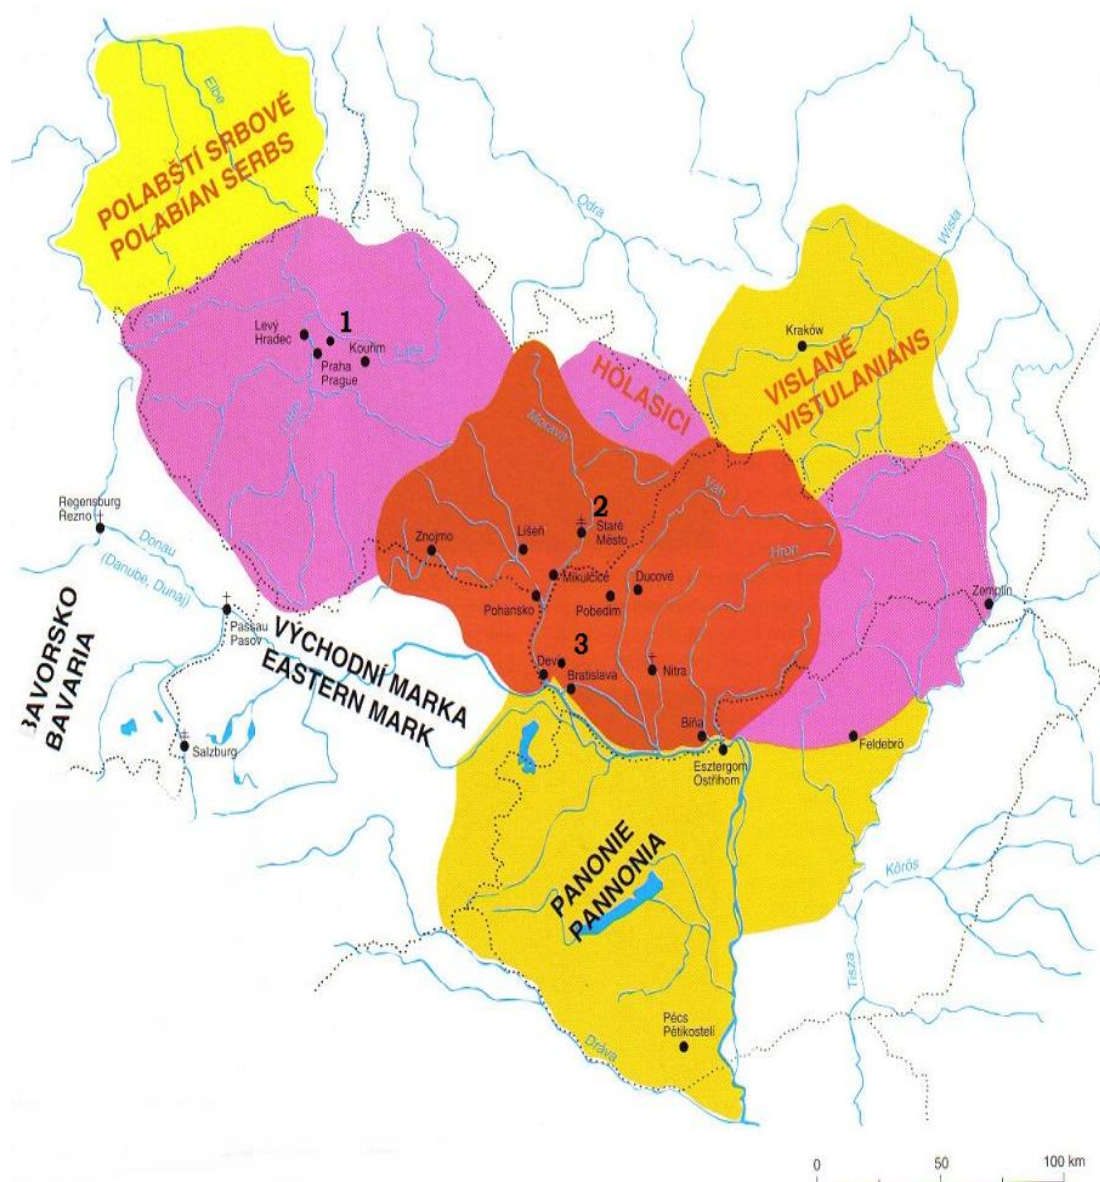 Elbe
POLABŠTÍ SRBOVÉ
POLABIAN SERBS
Odra
Wisła
Levý
Hradec
1
Kouřim
Praha
Prague
Kraków
VISLANÉ
VISTULANIANS
HOLASICI
Morava
Váh
Hron
Regensburg
Řezno
Donau
(Danube, Dunaj)
2
Staré
Město
Znojmo
Líšeň
Mikulčice
Ducové
Pohansko
Pobedim
Zemplín
Passau
Pasov
BAVORSKO
BAVARIA
VÝCHODNÍ MARKA
EASTERN MARK
3
Bratislava
Nitra
Salzburg
Bíňa
Esztergom
Ostřihom
Feldebrö
PANONIE
PANNONIA
Körös
Tisza
Pécs
Pětikostelí
Dráva
0 50 100 km